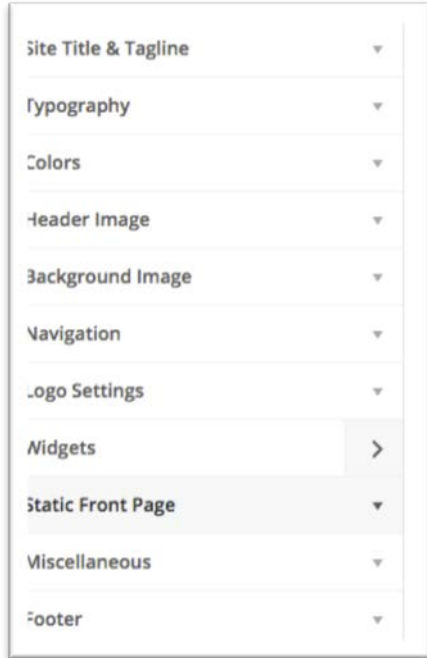 Site Title & Tagline
Typography
Colors
Header Image
Background Image
Navigation
Logo Settings
Widgets
Static Front Page
Miscellaneous
Footer